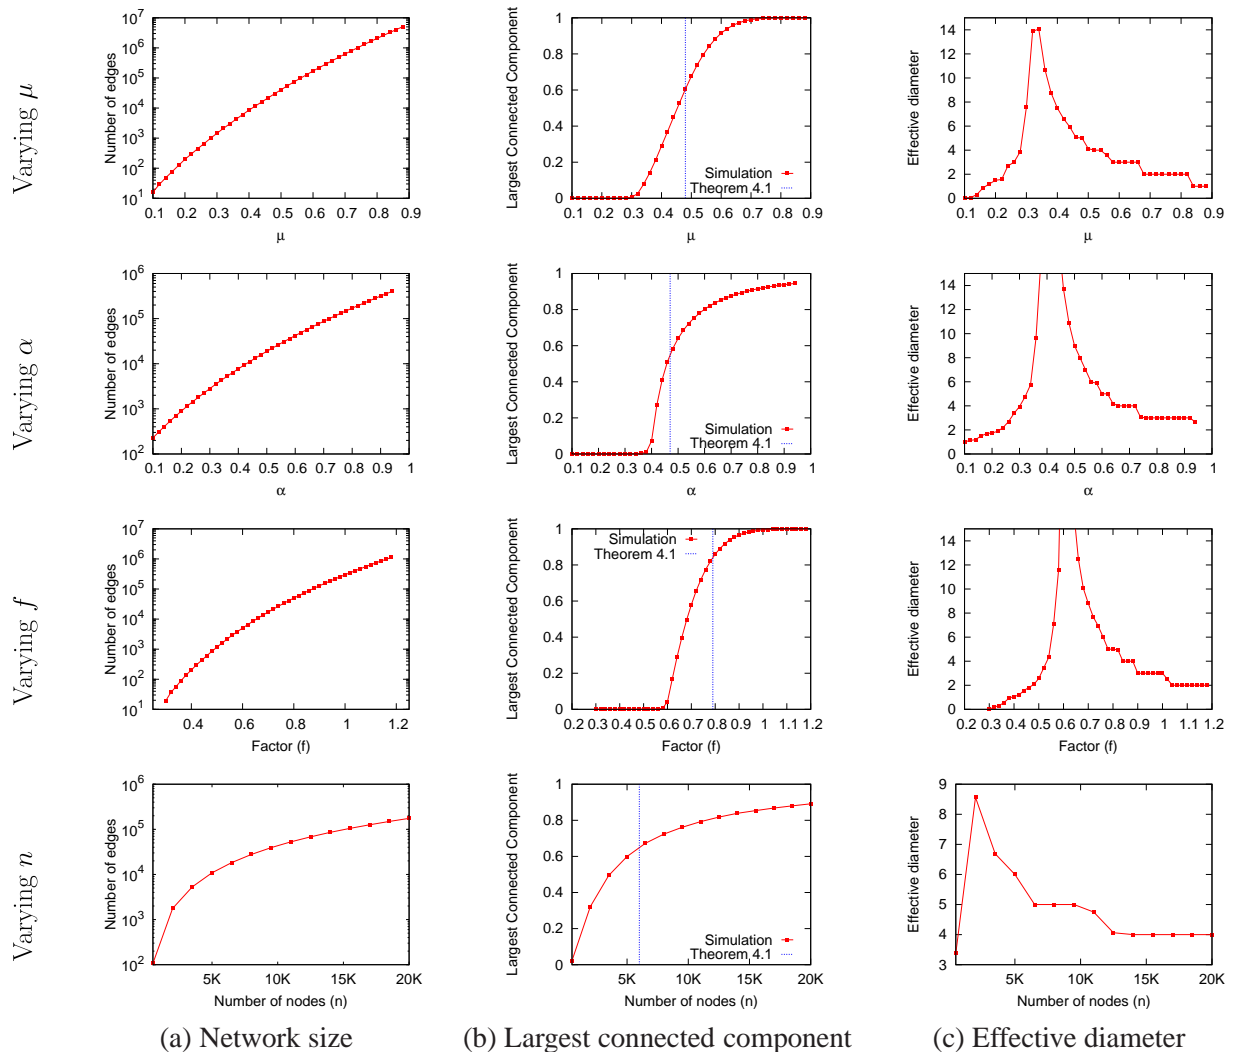 Varying μ
Number of edges
10^7
10^6
10^5
10^4
10^3
10^2
10^1
0.1 0.2 0.3 0.4 0.5 0.6 0.7 0.8 0.9
μ
Largest Connected Component
1
0.8
0.6
0.4
0.2
0
Simulation
Theorem 4.1
0.1 0.2 0.3 0.4 0.5 0.6 0.7 0.8 0.9
μ
Effective diameter
14
12
10
8
6
4
2
0
0.1 0.2 0.3 0.4 0.5 0.6 0.7 0.8 0.9
μ
Varying α
Number of edges
10^6
10^5
10^4
10^3
10^2
0.1 0.2 0.3 0.4 0.5 0.6 0.7 0.8 0.9 1
α
Largest Connected Component
1
0.8
0.6
0.4
0.2
0
Simulation
Theorem 4.1
0.1 0.2 0.3 0.4 0.5 0.6 0.7 0.8 0.9 1
α
Effective diameter
14
12
10
8
6
4
2
0
0.1 0.2 0.3 0.4 0.5 0.6 0.7 0.8 0.9 1
α
Varying f
Number of edges
10^7
10^6
10^5
10^4
10^3
10^2
10^1
0.4 0.6 0.8 1 1.2
Factor (f)
Largest Connected Component
1
0.8
0.6
0.4
0.2
0
Simulation
Theorem 4.1
0.2 0.3 0.4 0.5 0.6 0.7 0.8 0.9 1 1.1 1.2
Factor (f)
Effective diameter
14
12
10
8
6
4
2
0
0.2 0.3 0.4 0.5 0.6 0.7 0.8 0.9 1 1.1 1.2
Factor (f)
Varying n
Number of edges
10^6
10^5
10^4
10^3
10^2
5K 10K 15K 20K
Number of nodes (n)
Largest Connected Component
1
0.8
0.6
0.4
0.2
0
Simulation
Theorem 4.1
5K 10K 15K 20K
Number of nodes (n)
Effective diameter
9
8
7
6
5
4
3
5K 10K 15K 20K
Number of nodes (n)
(a) Network size
(b) Largest connected component
(c) Effective diameter